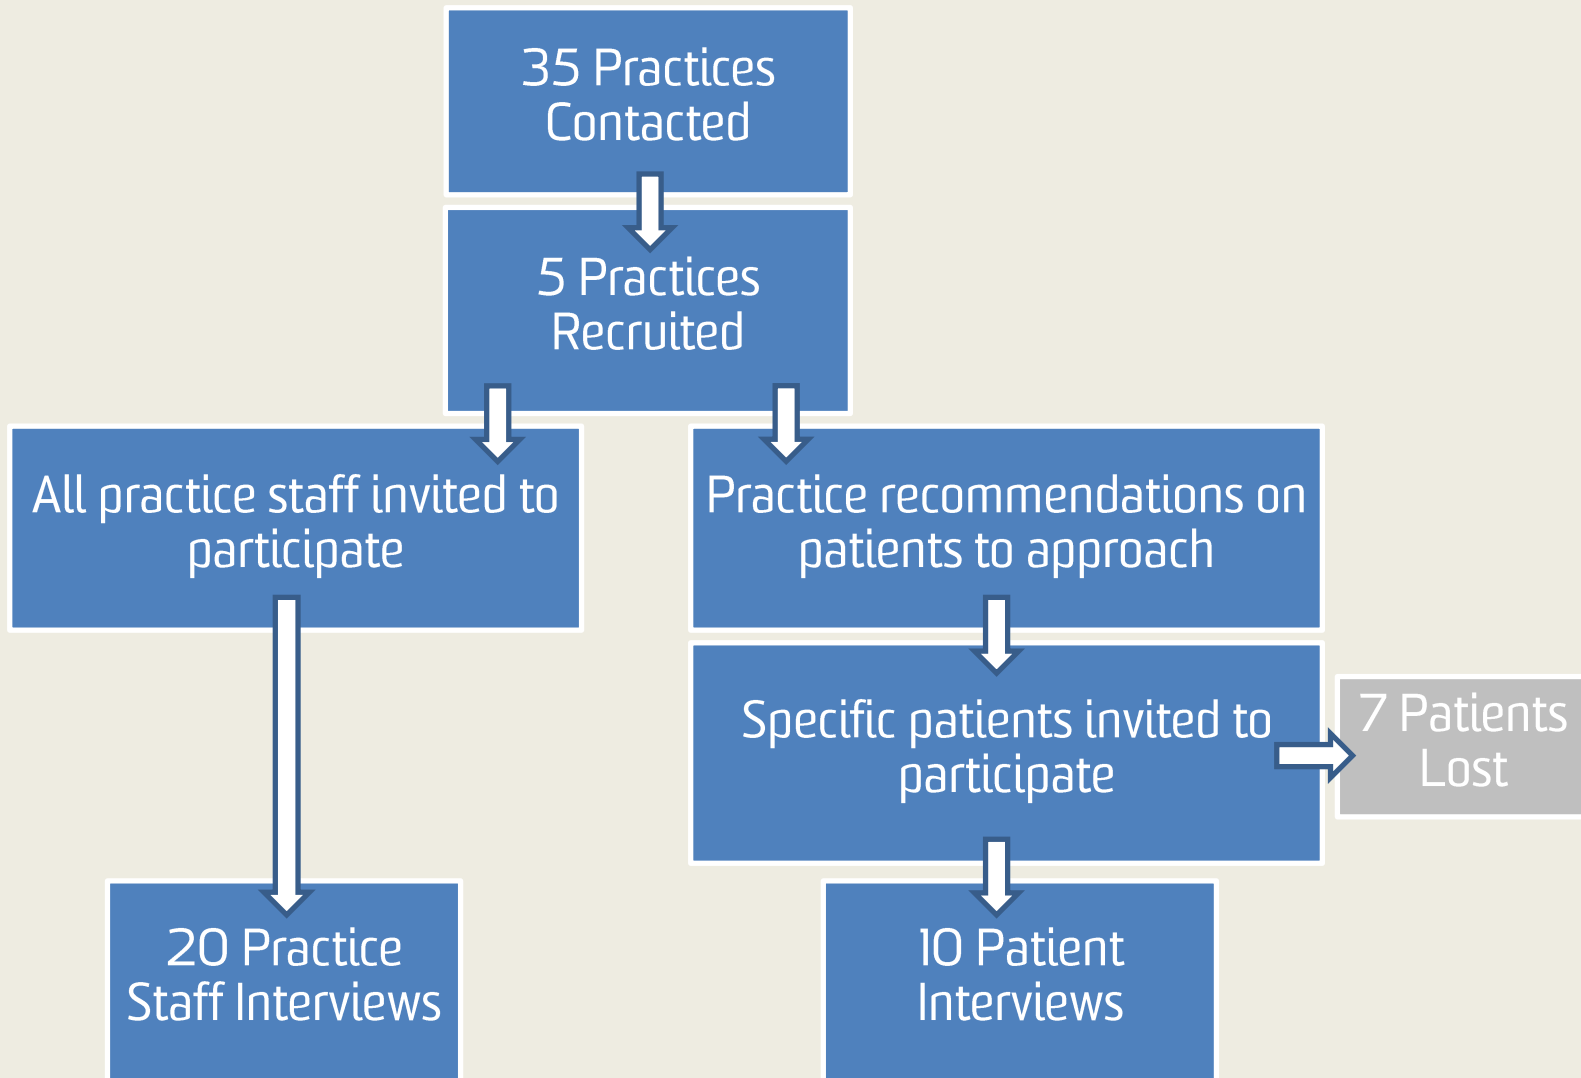 35 Practices
Contacted
5 Practices
Recruited
All practice staff invited to
participate
Practice recommendations on
patients to approach
Specific patients invited to
participate
7 Patients
Lost
20 Practice
Staff Interviews
10 Patient
Interviews